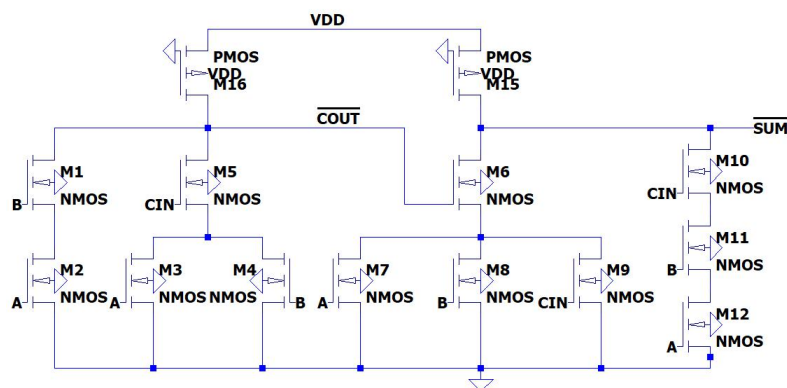 VDD
PMOS
VDD
M16
PMOS
VDD
M15
COUT
SUM
M1
NMOS
B
M5
NMOS
CIN
M6
NMOS
M10
NMOS
CIN
M2
NMOS
A
M3
NMOS
A
M4
NMOS
B
M7
NMOS
A
M8
NMOS
B
M9
NMOS
CIN
M11
NMOS
B
M12
NMOS
A